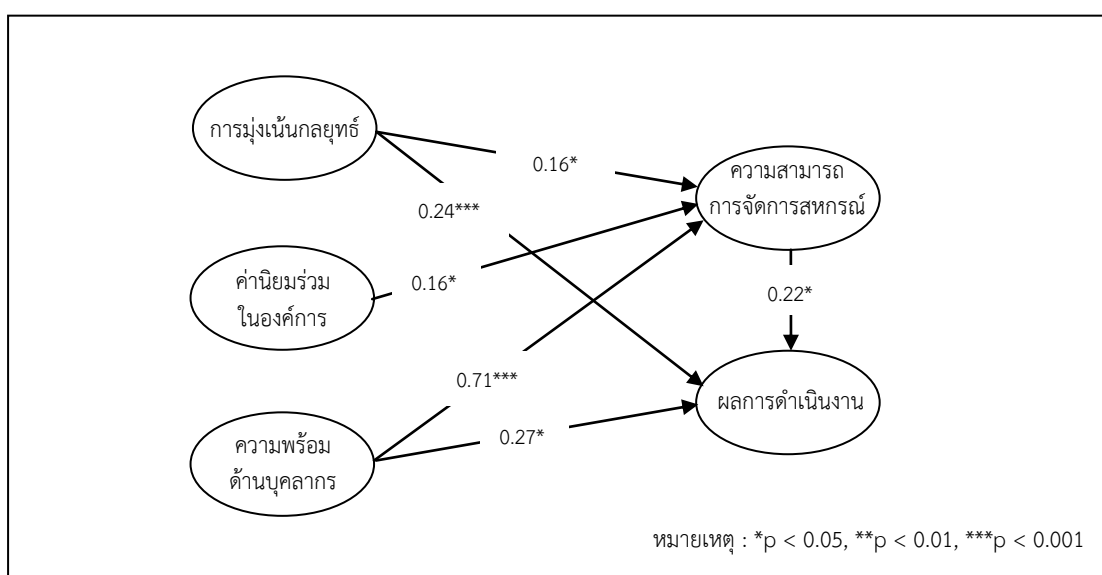 การมุ่งเน้นกลยุทธ์
0.16*
ความสามารถ
การจัดการสหกรณ์
0.24***
ค่านิยมร่วม
ในองค์การ
0.16*
0.22*
0.71***
ผลการดำเนินงาน
0.27*
ความพร้อม
ด้านบุคลากร
หมายเหตุ : *p < 0.05, **p < 0.01, ***p < 0.001